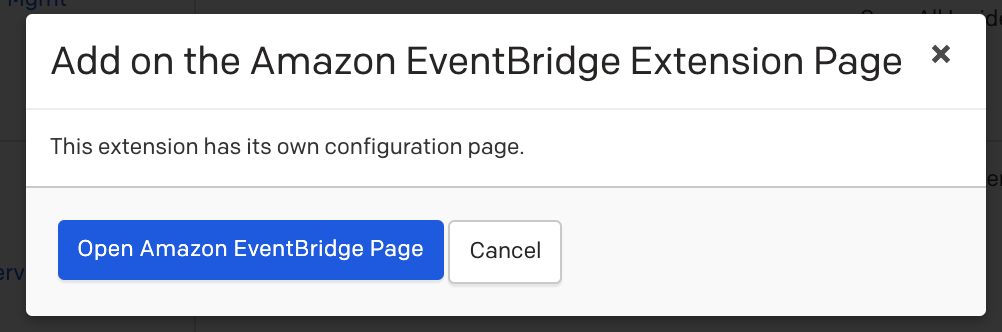 Mgmt
Add on the Amazon EventBridge Extension Page
This extension has its own configuration page.
Open Amazon EventBridge Page
Cancel